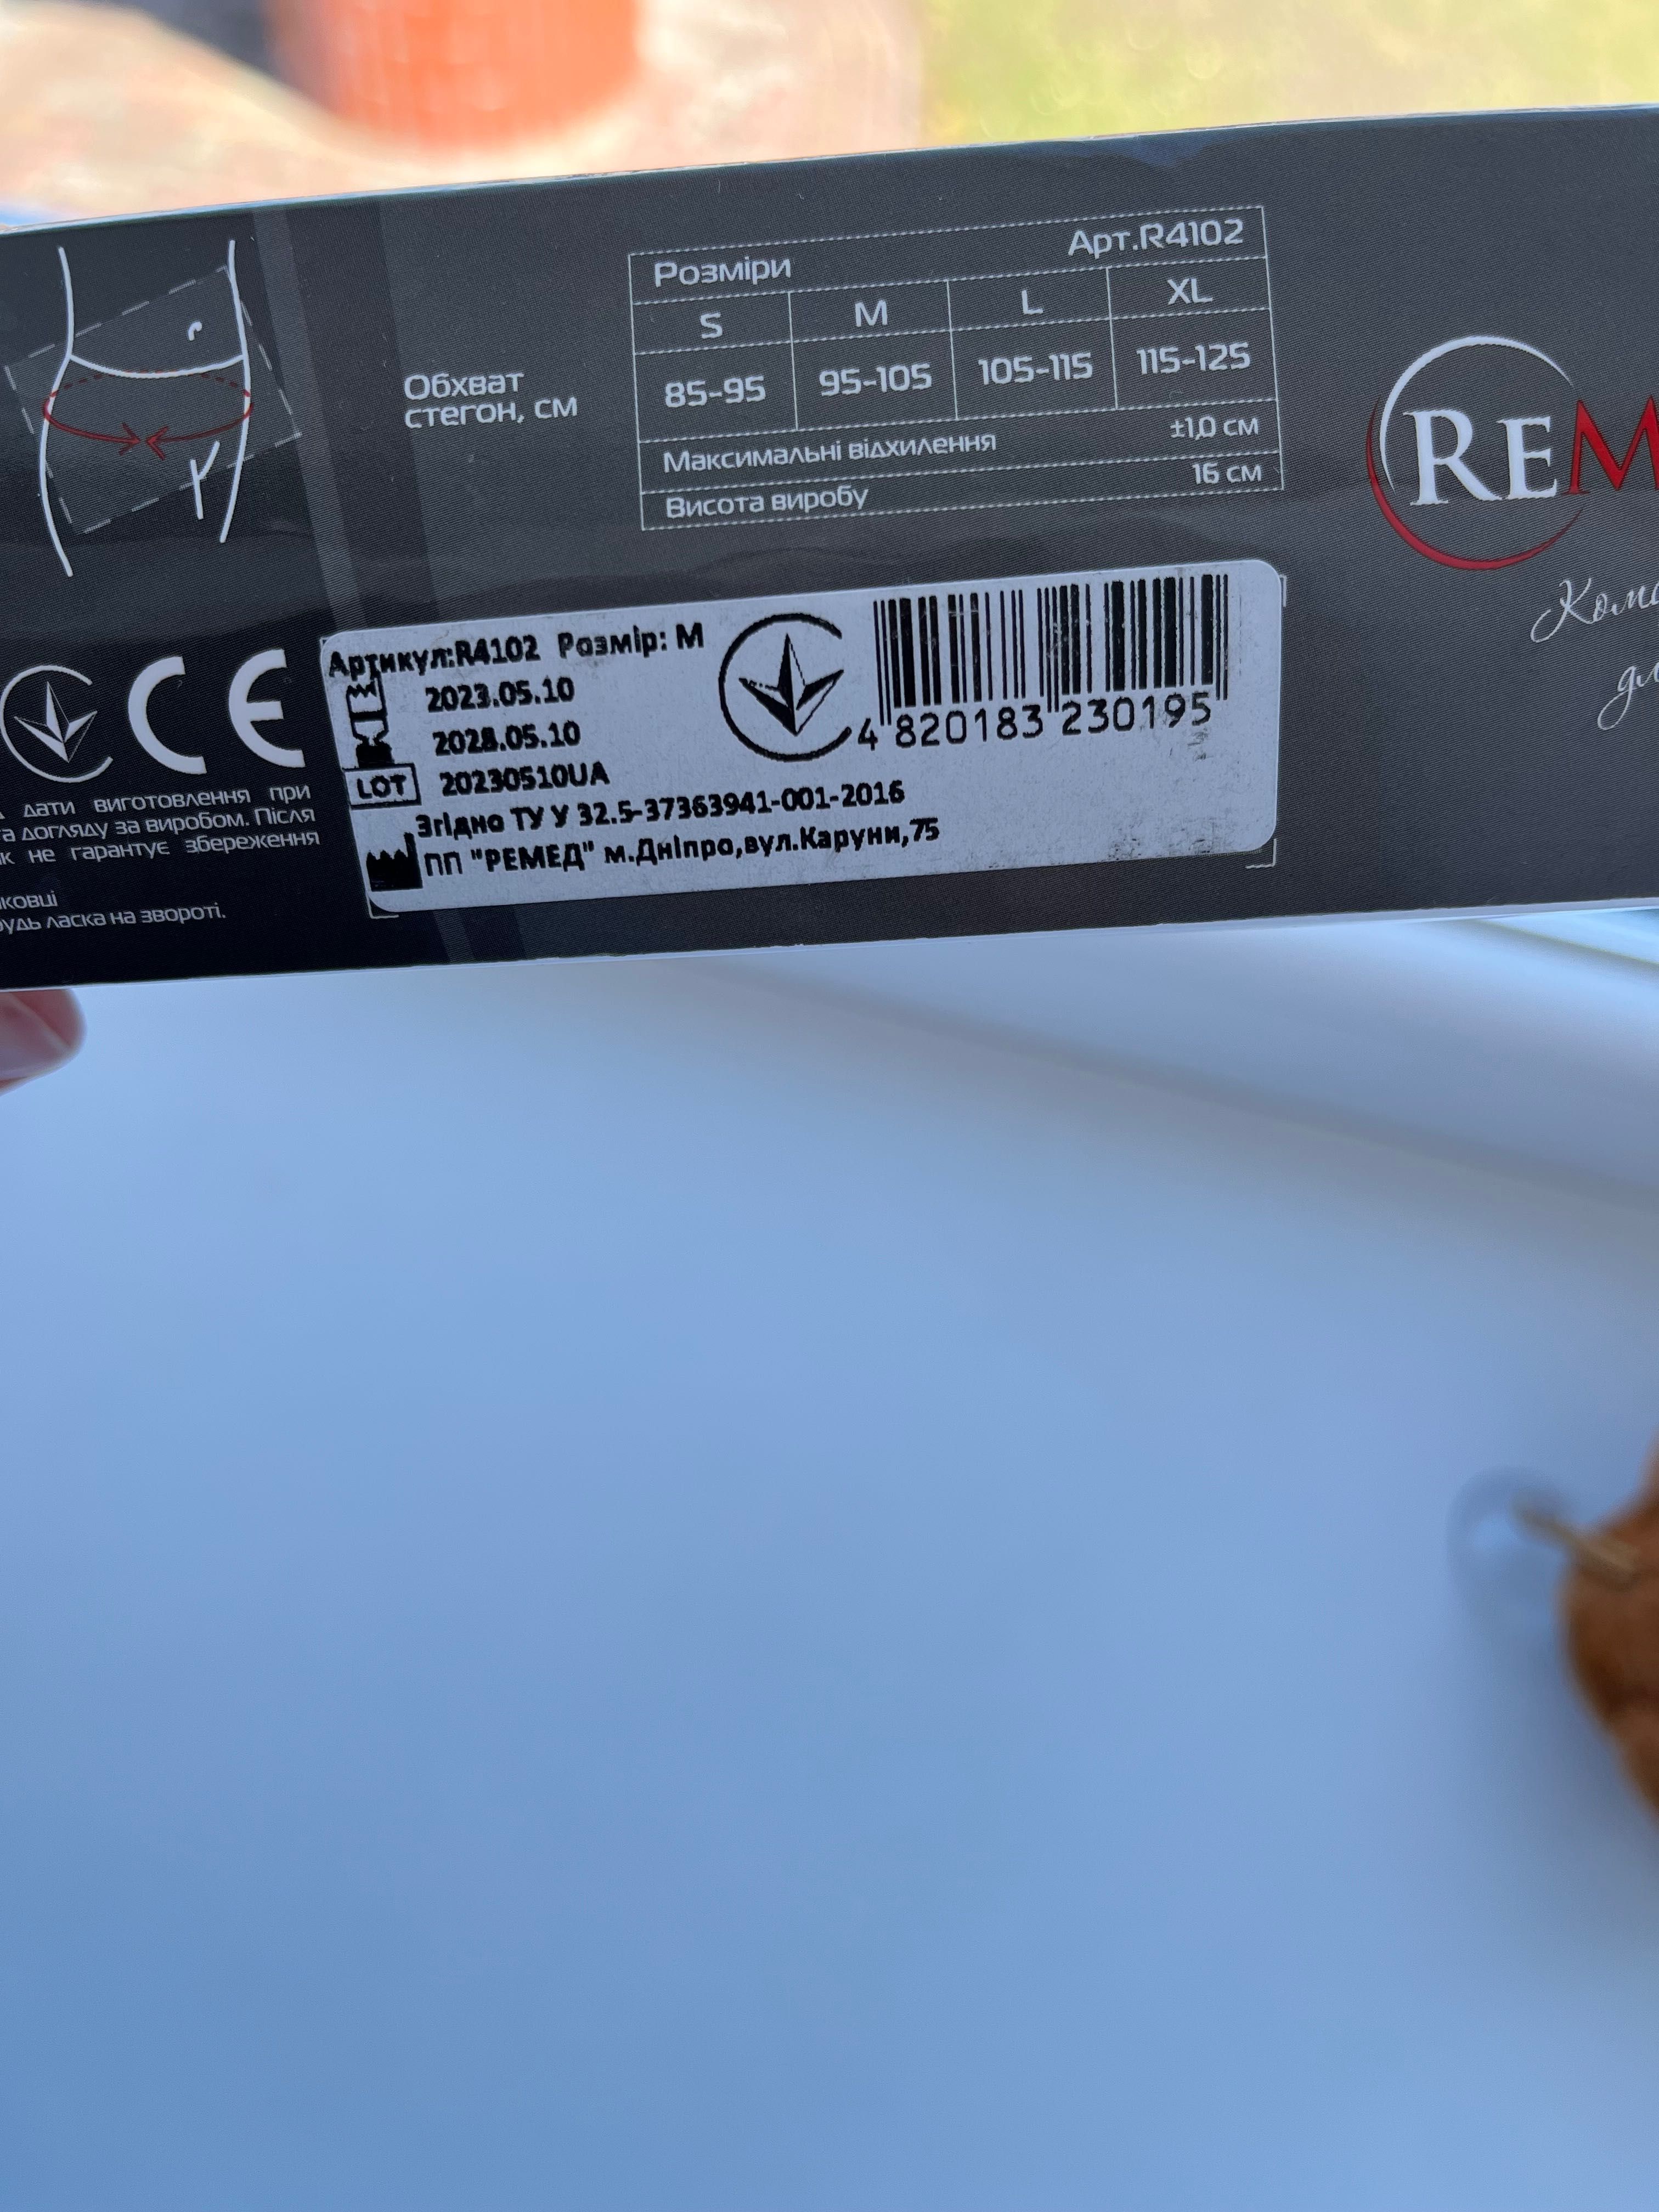 Розміри Арт.R4102
S M L XL
Обхват
стегон, см
85-95 95-105 105-115 115-125
Максимальні відхилення ±1,0 см
Висота виробу 16 см
REM
Артикул:R4102 Розмір: M
2023.05.10
2028.05.10
LOT 20230510UA
Згідно ТУ У 32.5-37363941-001-2016
ПП "РЕМЕД" м.Дніпро,вул.Каруни,75
4 820183 230195
CE
дати виготовлення при
догляду за виробом. Після
не гарантує збереження
ласка на звороті.